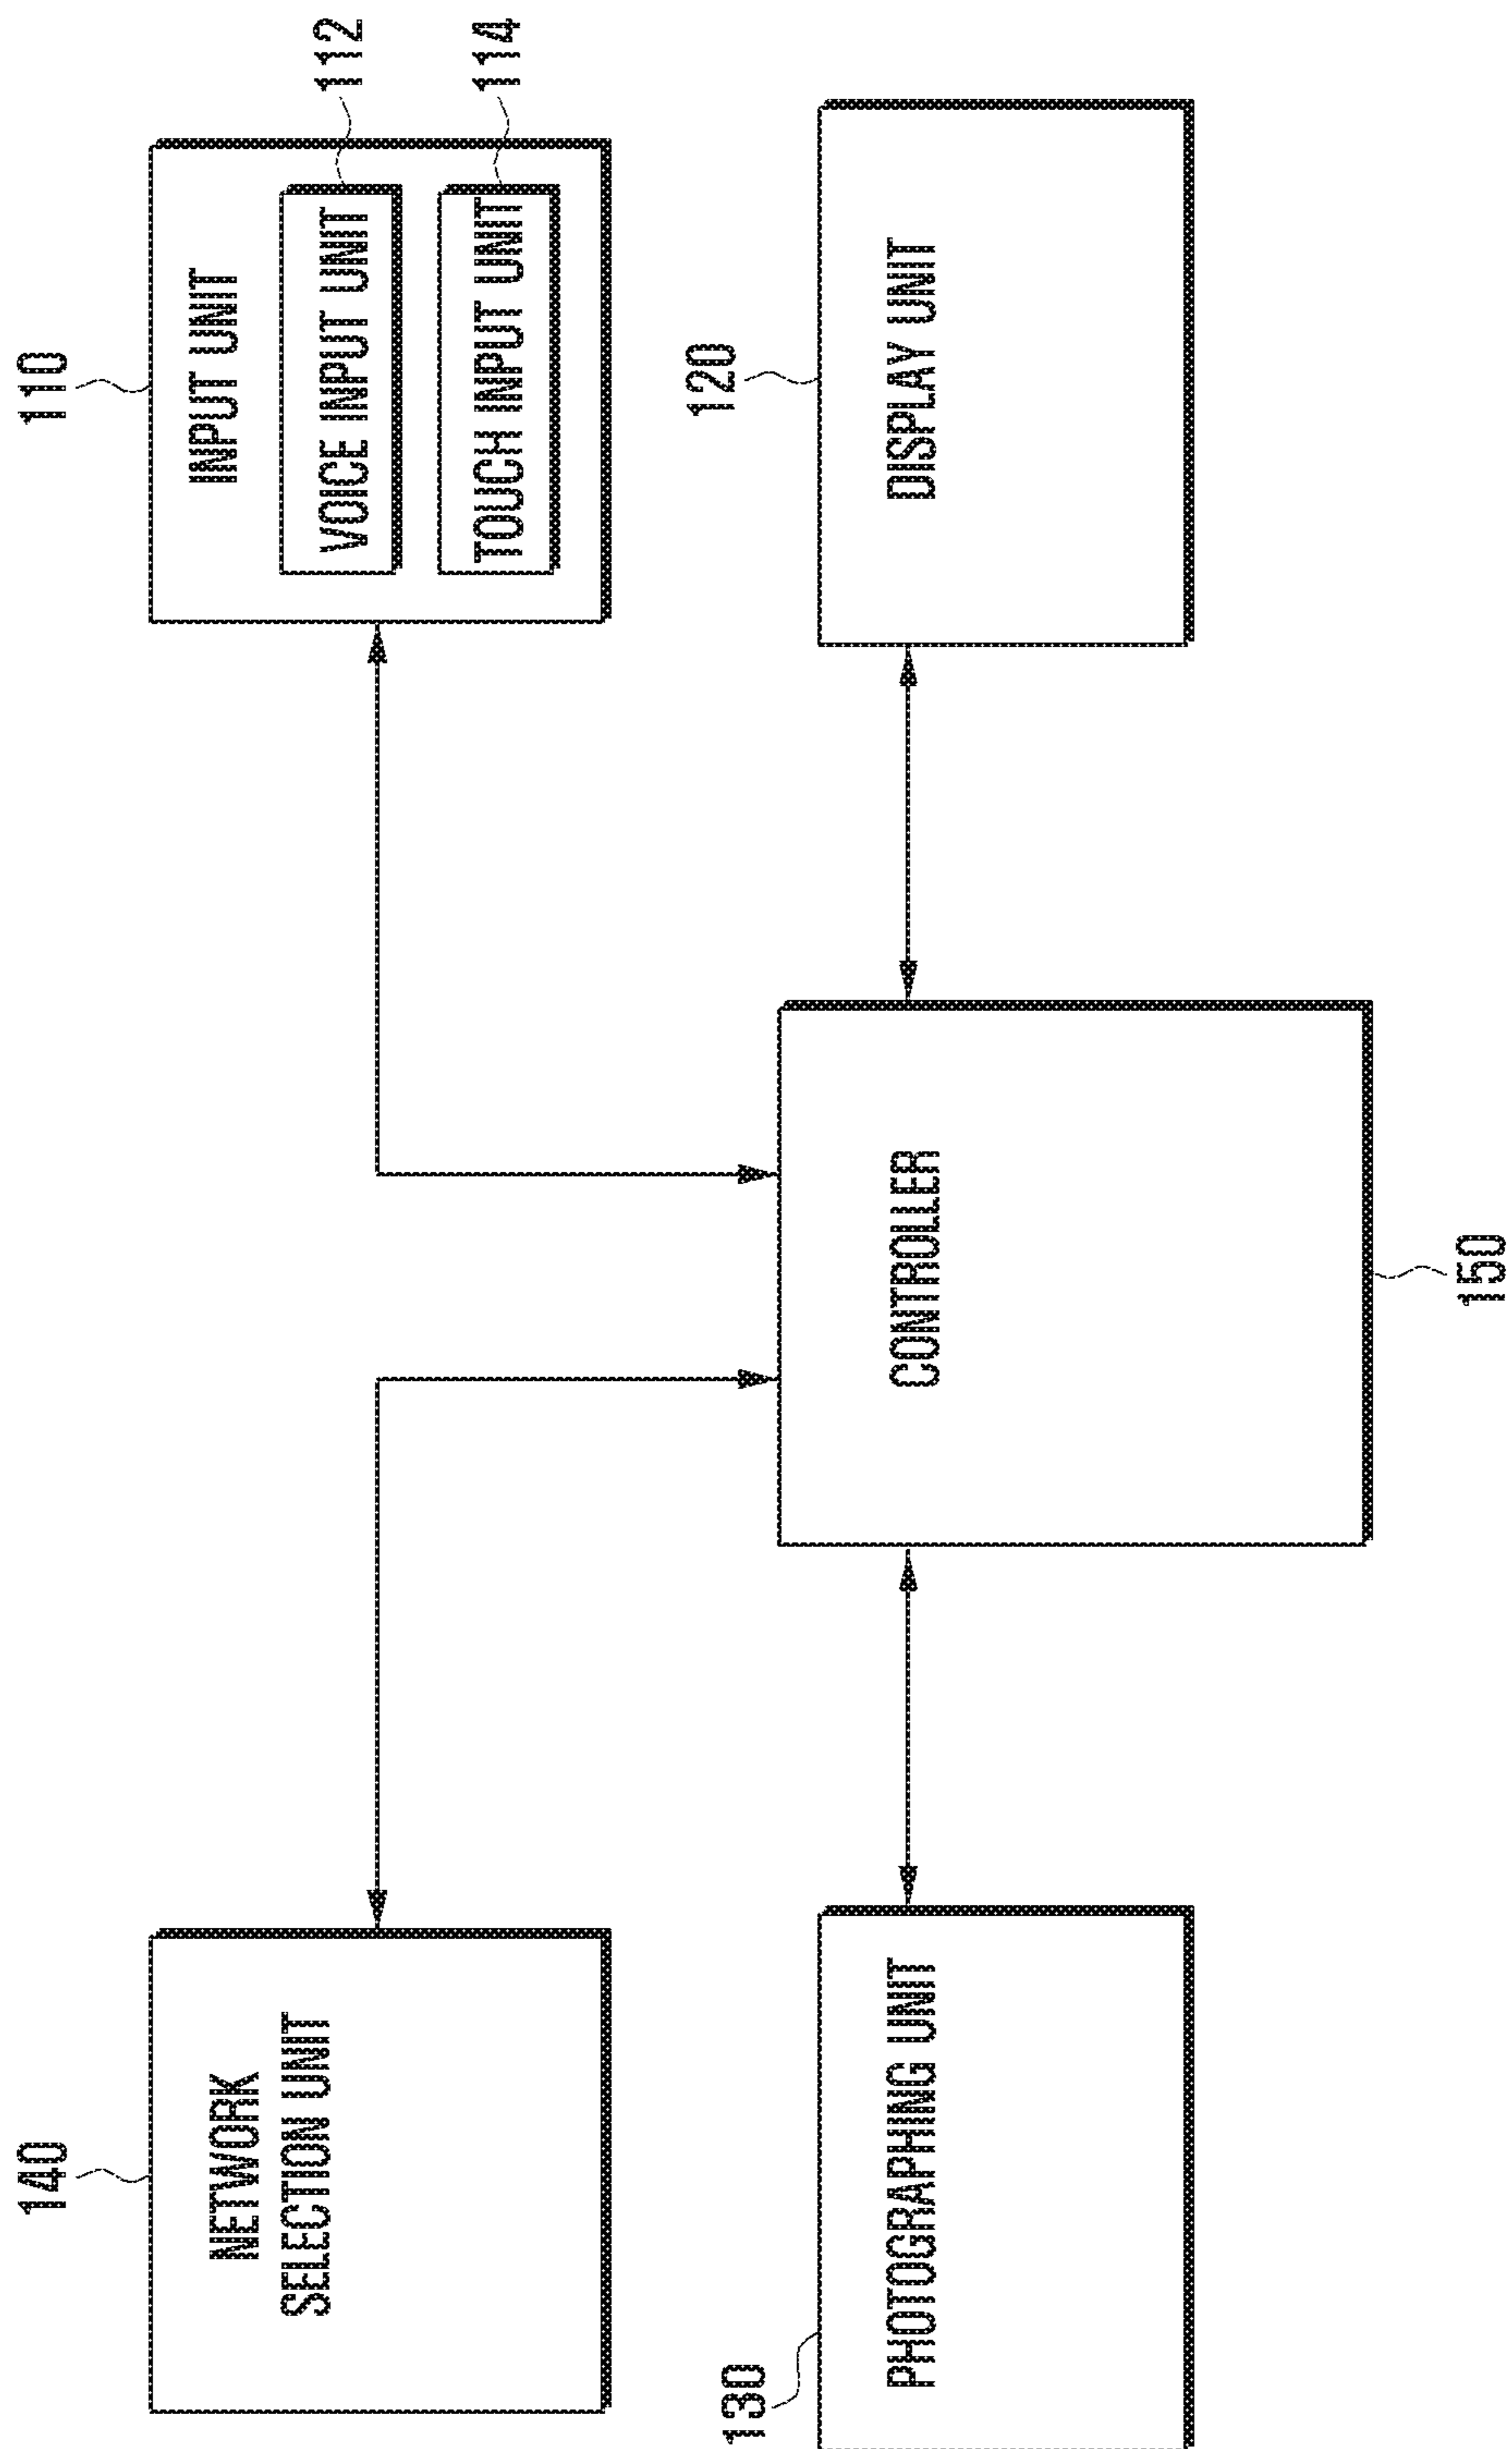 140
NETWORK
SELECTION UNIT
110
INPUT UNIT
112
VOICE INPUT UNIT
114
TOUCH INPUT UNIT
130
PHOTOGRAPHING UNIT
CONTROLLER
150
120
DISPLAY UNIT